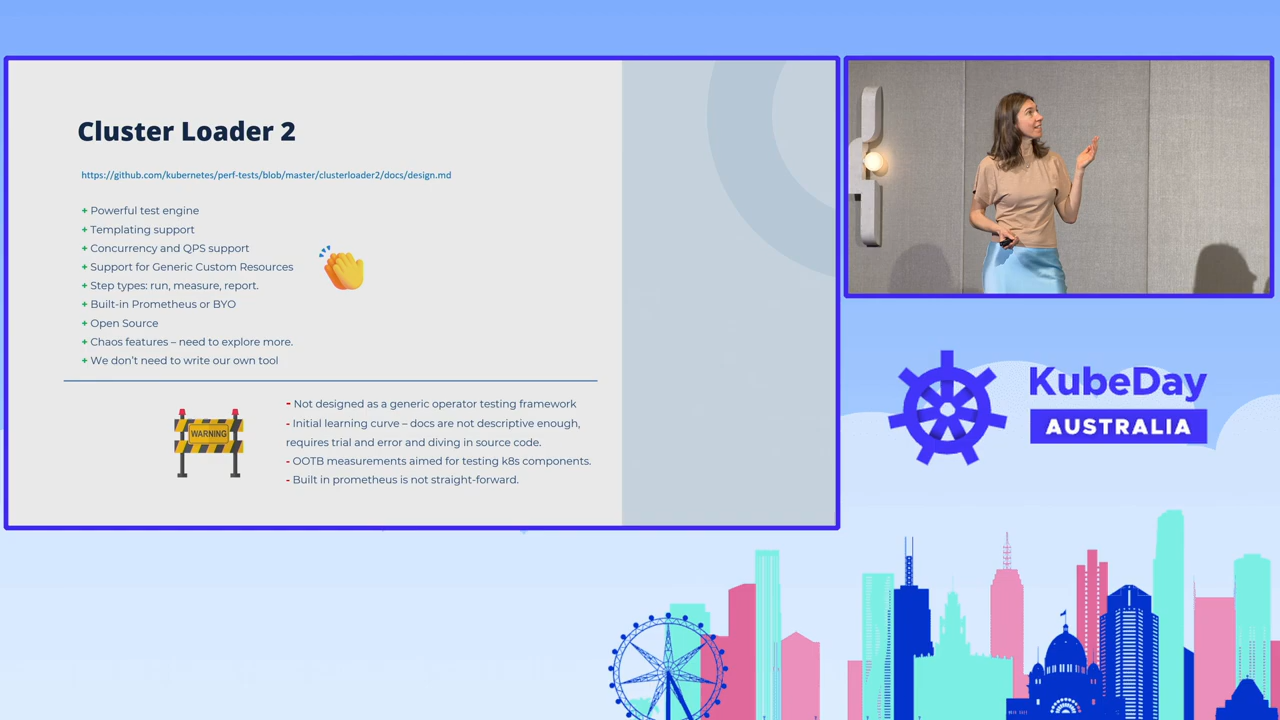 Cluster Loader 2
https://github.com/kubernetes/perf-tests/blob/master/clusterloader2/docs/design.md
+ Powerful test engine
+ Templating support
+ Concurrency and QPS support
+ Support for Generic Custom Resources
+ Step types: run, measure, report.
+ Built-in Prometheus or BYO
+ Open Source
+ Chaos features – need to explore more.
+ We don't need to write our own tool
WARNING
- Not designed as a generic operator testing framework
- Initial learning curve – docs are not descriptive enough,
requires trial and error and diving in source code.
- OOTB measurements aimed for testing k8s components.
- Built in prometheus is not straight-forward.
KubeDay
AUSTRALIA